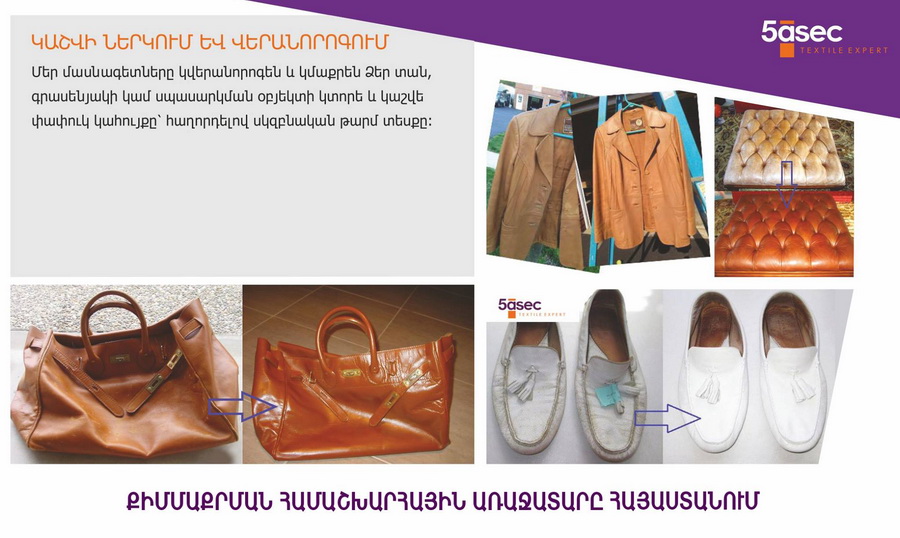 5àsec
TEXTILE EXPERT
ԿԱՇՎԻ ՆԵՐԿՈՒՄ ԵՎ ՎԵՐԱՆՈՐՈԳՈՒՄ
Մեր մասնագետները կվերանորոգեն և կմաքրեն Ձեր տան,
գրասենյակի կամ սպասարկման օբյեկտի կտորե և կաշվե
փափուկ կահույքը՝ հաղորդելով սկզբնական թարմ տեսքը:
5àsec
TEXTILE EXPERT
ՔԻՄՄԱՔՐՄԱՆ ՀԱՄԱՇԽԱՐՀԱՅԻՆ ԱՌԱՋԱՏԱՐԸ ՀԱՅԱՍՏԱՆՈՒՄ